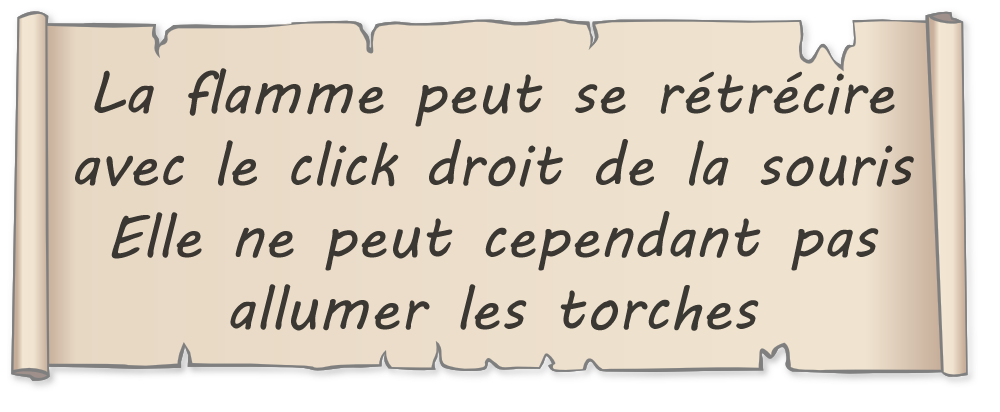 La flamme peut se rétrécire
avec le click droit de la souris
Elle ne peut cependant pas
allumer les torches